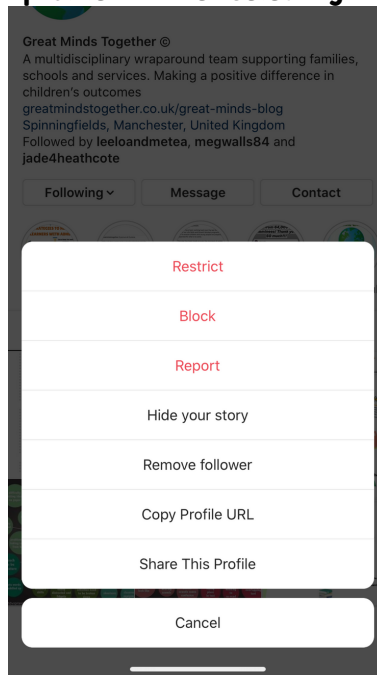 Great Minds Together ©
A multidisciplinary wraparound team supporting families,
schools and services. Making a positive difference in
children's outcomes
greatmindstogether.co.uk/great-minds-blog
Spinningfields, Manchester, United Kingdom
Followed by leeloandmetea, megwalls84 and
jade4heathcote
Following Message Contact
Restrict
Block
Report
Hide your story
Remove follower
Copy Profile URL
Share This Profile
Cancel